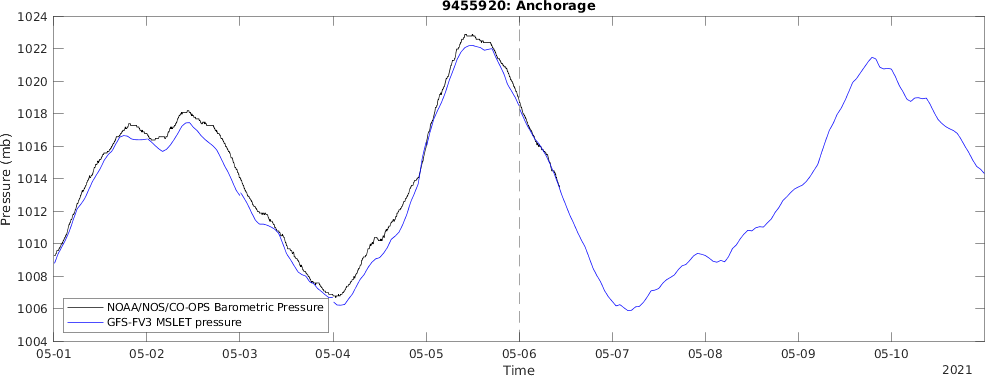 9455920: Anchorage
1024
1022
1020
1018
1016
1014
1012
1010
1008
1006
1004
Pressure (mb)
NOAA/NOS/CO-OPS Barometric Pressure
GFS-FV3 MSLET pressure
05-01 05-02 05-03 05-04 05-05 05-06 05-07 05-08 05-09 05-10
Time
2021